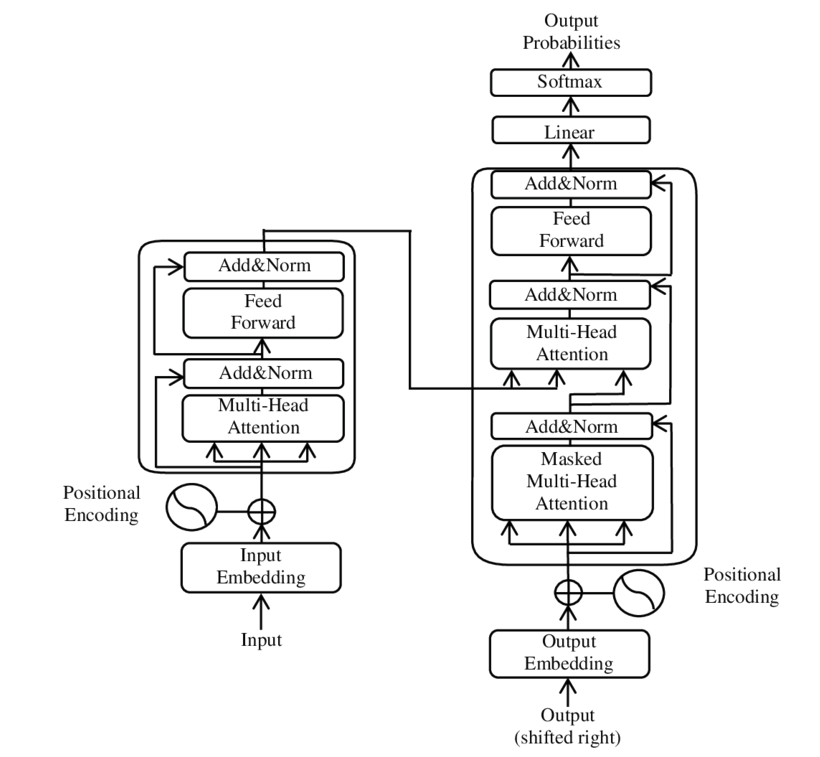 Output
Probabilities
Softmax
Linear
Add&Norm
Feed
Forward
Add&Norm
Multi-Head
Attention
Add&Norm
Masked
Multi-Head
Attention
Positional
Encoding
Output
Embedding
Output
(shifted right)
Add&Norm
Feed
Forward
Add&Norm
Multi-Head
Attention
Positional
Encoding
Input
Embedding
Input